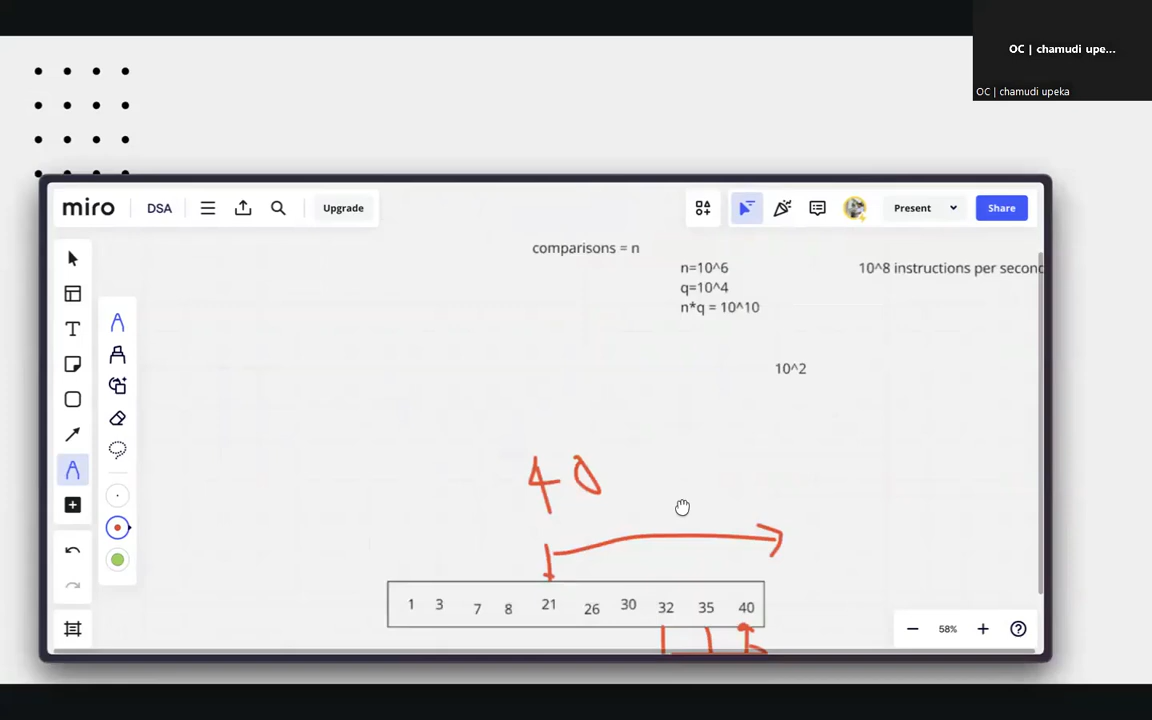 OC | chamudi upe...
OC | chamudi upeka
miro
DSA
Upgrade
Present
Share
comparisons = n
n=10^6
q=10^4
n*q = 10^10
10^8 instructions per second
10^2
40
1 3 7 8 21 26 30 32 35 40
58%